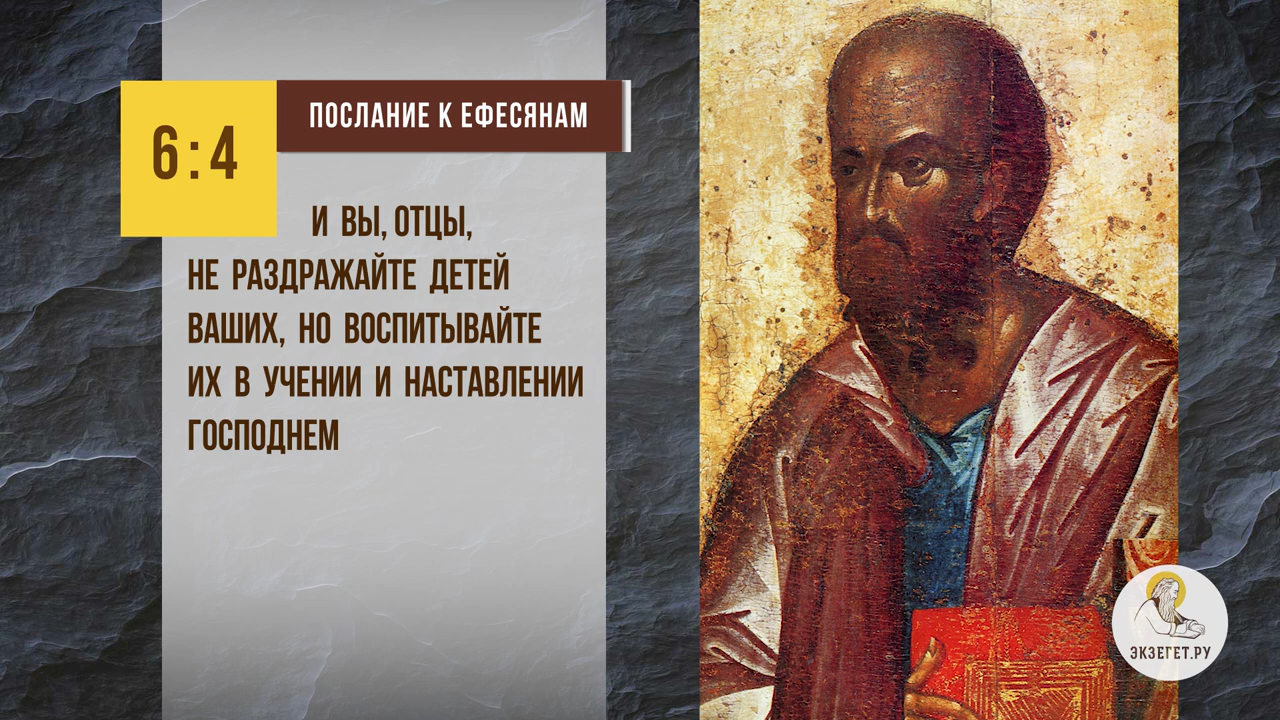 ПОСЛАНИЕ К ЕФЕСЯНАМ
6:4
И ВЫ, ОТЦЫ,
НЕ РАЗДРАЖАЙТЕ ДЕТЕЙ
ВАШИХ, НО ВОСПИТЫВАЙТЕ
ИХ В УЧЕНИИ И НАСТАВЛЕНИИ
ГОСПОДНЕМ
ЭКЗЕГЕТ.РУ